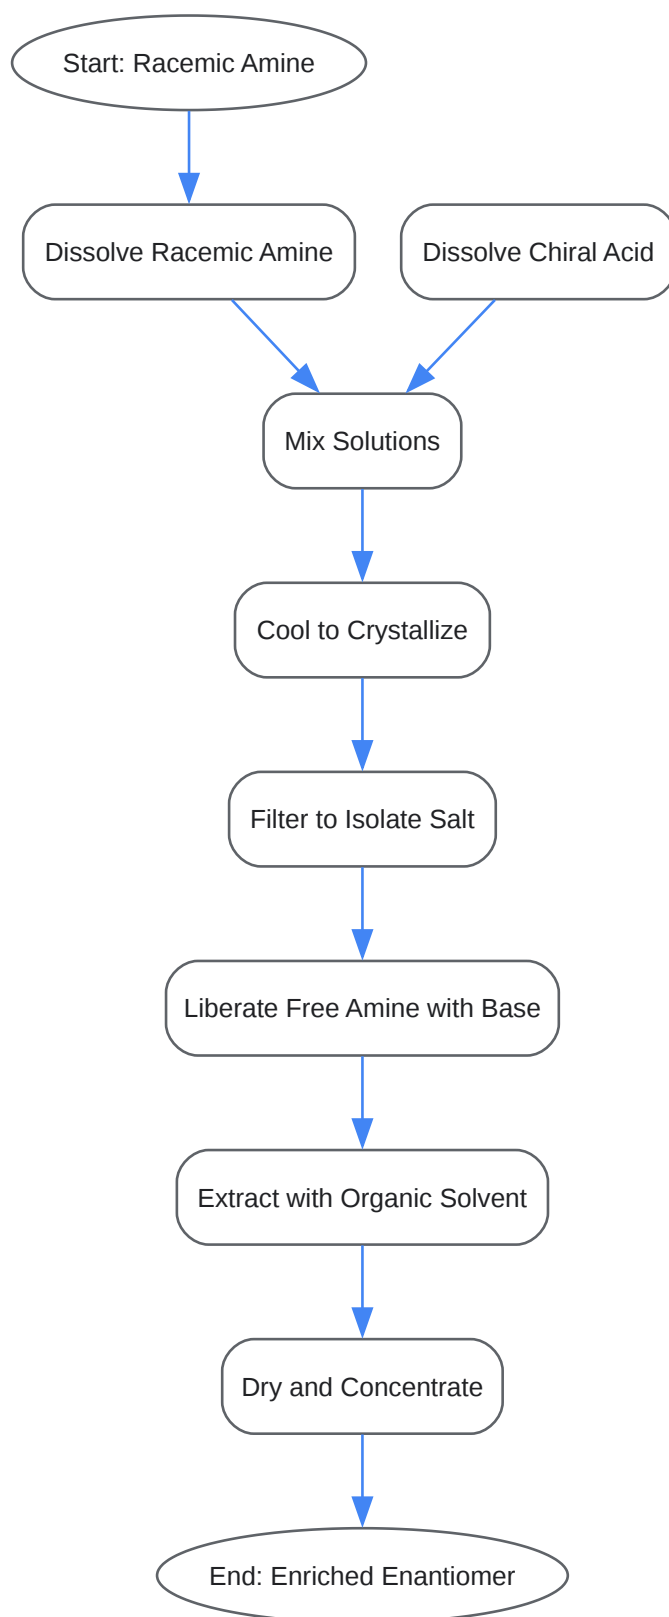 Start: Racemic Amine
Dissolve Racemic Amine
Dissolve Chiral Acid
Mix Solutions
Cool to Crystallize
Filter to Isolate Salt
Liberate Free Amine with Base
Extract with Organic Solvent
Dry and Concentrate
End: Enriched Enantiomer